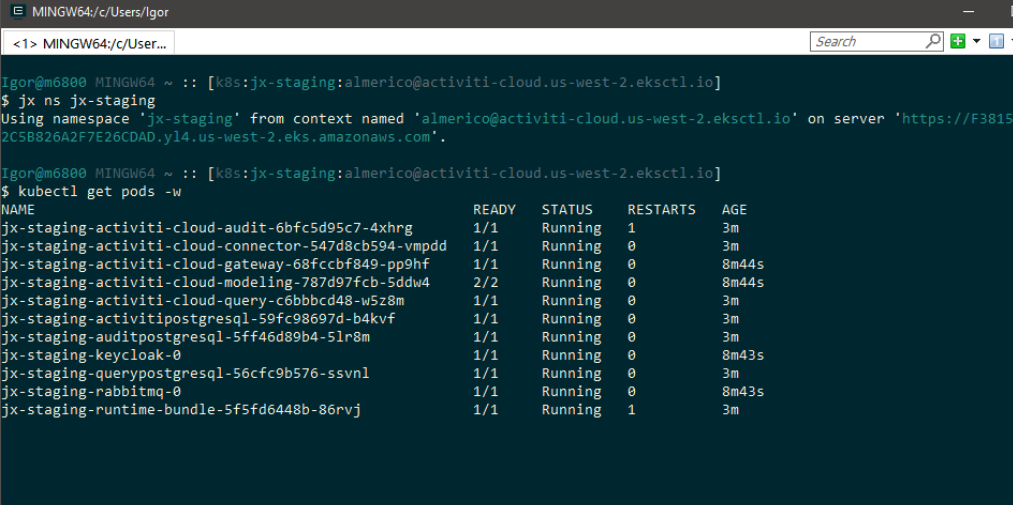 MINGW64:/c/Users/Igor
<1> MINGW64:/c/User...
Search
Igor@m6800 MINGW64 ~ :: [k8s:jx-staging:almerico@activiti-cloud.us-west-2.eksctl.io]
$ jx ns jx-staging
Using namespace 'jx-staging' from context named 'almerico@activiti-cloud.us-west-2.eksctl.io' on server 'https://F3815
2C5B826A2F7E26CDAD.yl4.us-west-2.eks.amazonaws.com'.
Igor@m6800 MINGW64 ~ :: [k8s:jx-staging:almerico@activiti-cloud.us-west-2.eksctl.io]
$ kubectl get pods -w
NAME READY STATUS RESTARTS AGE
jx-staging-activiti-cloud-audit-6bfc5d95c7-4xhrg 1/1 Running 1 3m
jx-staging-activiti-cloud-connector-547d8cb594-vmpdd 1/1 Running 0 3m
jx-staging-activiti-cloud-gateway-68fccbf849-pp9hf 1/1 Running 0 8m44s
jx-staging-activiti-cloud-modeling-787d97fcb-5ddw4 2/2 Running 0 8m44s
jx-staging-activiti-cloud-query-c6bbbcd48-w5z8m 1/1 Running 0 3m
jx-staging-activitipostgresql-59fc98697d-b4kvf 1/1 Running 0 3m
jx-staging-auditpostgresql-5ff46d89b4-5lr8m 1/1 Running 0 3m
jx-staging-keycloak-0 1/1 Running 0 8m43s
jx-staging-querypostgresql-56cfc9b576-ssvnl 1/1 Running 0 3m
jx-staging-rabbitmq-0 1/1 Running 0 8m43s
jx-staging-runtime-bundle-5f5fd6448b-86rvj 1/1 Running 1 3m